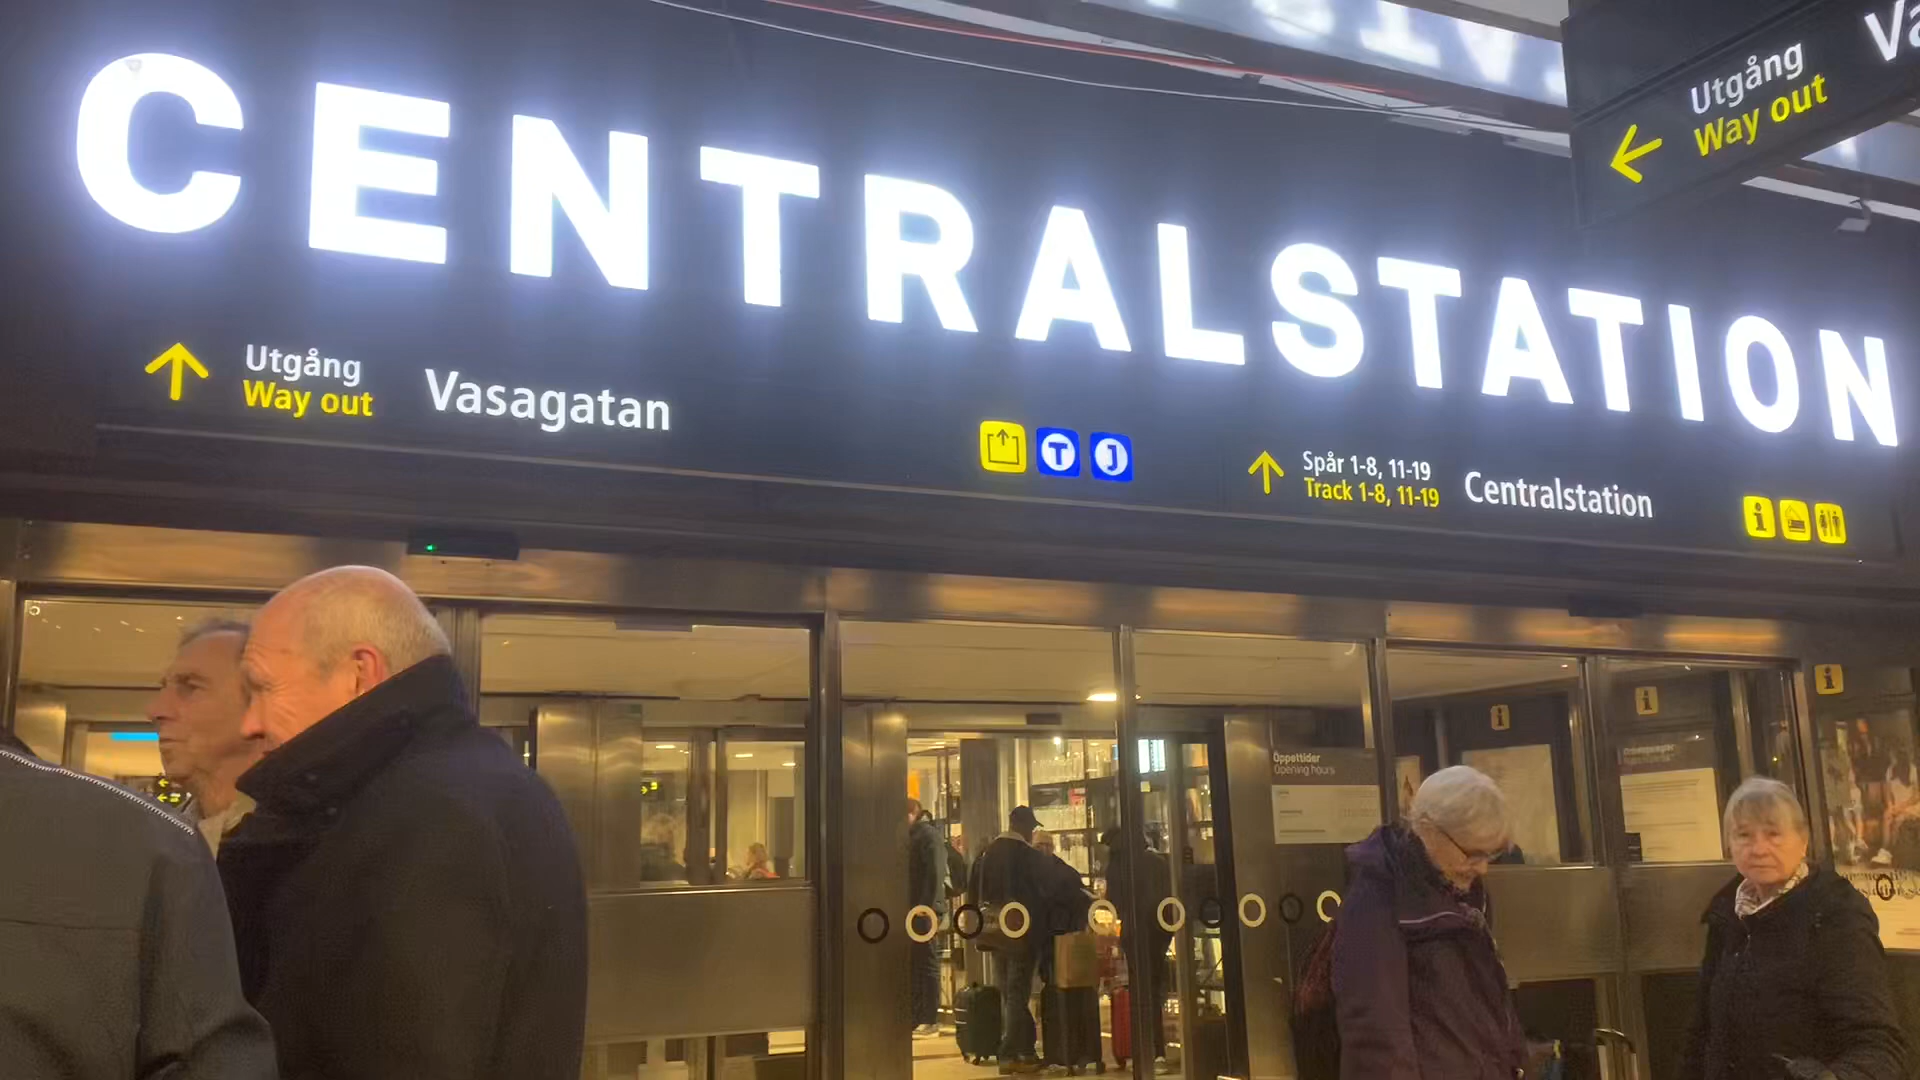 CENTRALSTATION
Utgång
Way out
Va
Utgång
Way out
Vasagatan
T
J
Spår 1-8, 11-19
Track 1-8, 11-19
Centralstation
i
i
i
i
Öppettider
Opening hours